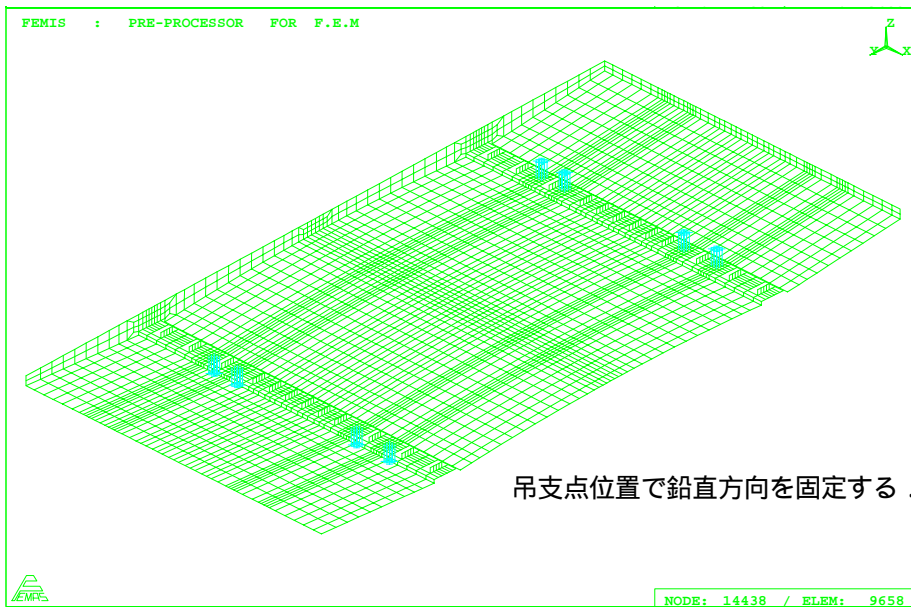 FEMIS : PRE-PROCESSOR FOR F.E.M
Z
Y X
吊支点位置で鉛直方向を固定する．
NODE: 14438 / ELEM: 9658